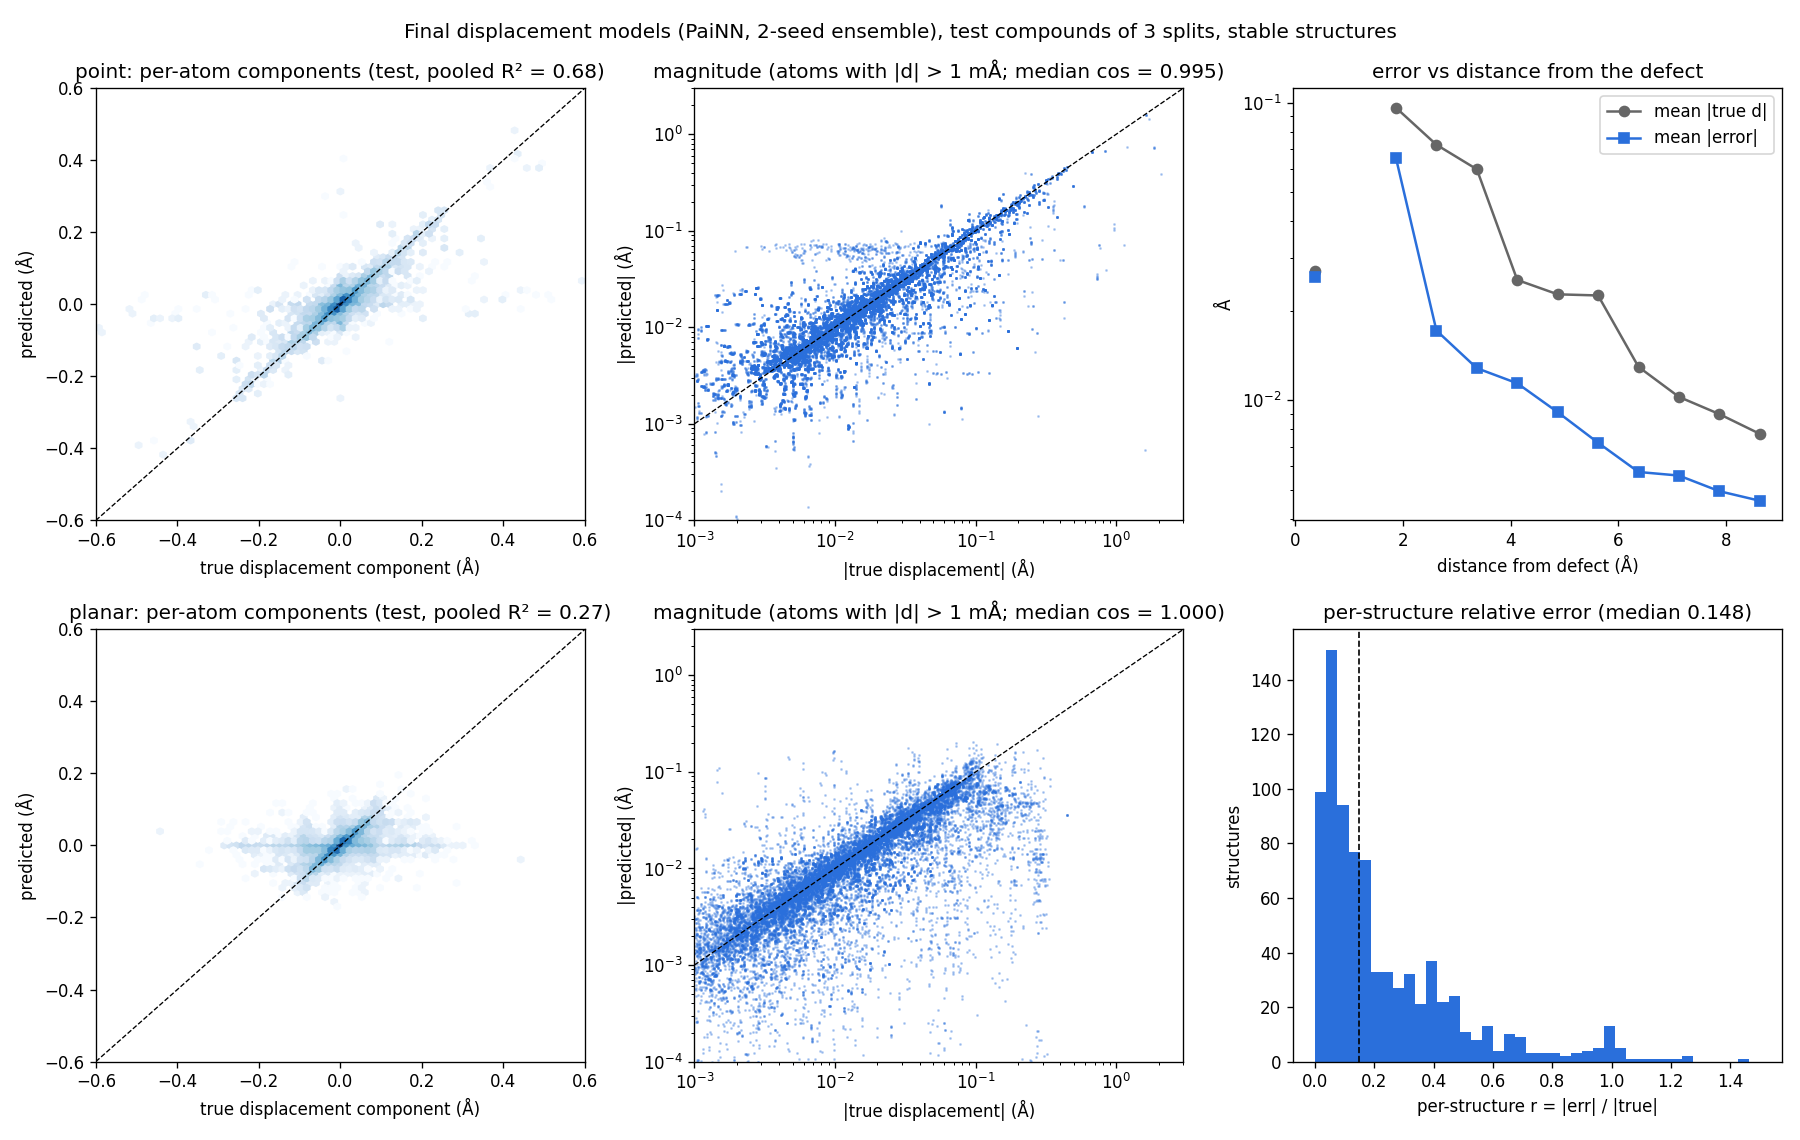 Final displacement models (PaiNN, 2-seed ensemble), test compounds of 3 splits, stable structures
point: per-atom components (test, pooled R² = 0.68)
0.6
0.4
0.2
0.0
−0.2
−0.4
−0.6
predicted (Å)
−0.6 −0.4 −0.2 0.0 0.2 0.4 0.6
true displacement component (Å)
magnitude (atoms with |d| > 1 mÅ; median cos = 0.995)
10⁰
10⁻¹
10⁻²
10⁻³
10⁻⁴
|predicted| (Å)
10⁻³ 10⁻² 10⁻¹ 10⁰
|true displacement| (Å)
error vs distance from the defect
mean |true d|
mean |error|
10⁻¹
10⁻²
Å
0 2 4 6 8
distance from defect (Å)
planar: per-atom components (test, pooled R² = 0.27)
0.6
0.4
0.2
0.0
−0.2
−0.4
−0.6
predicted (Å)
−0.6 −0.4 −0.2 0.0 0.2 0.4 0.6
true displacement component (Å)
magnitude (atoms with |d| > 1 mÅ; median cos = 1.000)
10⁰
10⁻¹
10⁻²
10⁻³
10⁻⁴
|predicted| (Å)
10⁻³ 10⁻² 10⁻¹ 10⁰
|true displacement| (Å)
per-structure relative error (median 0.148)
140
120
100
80
60
40
20
0
structures
0.0 0.2 0.4 0.6 0.8 1.0 1.2 1.4
per-structure r = |err| / |true|